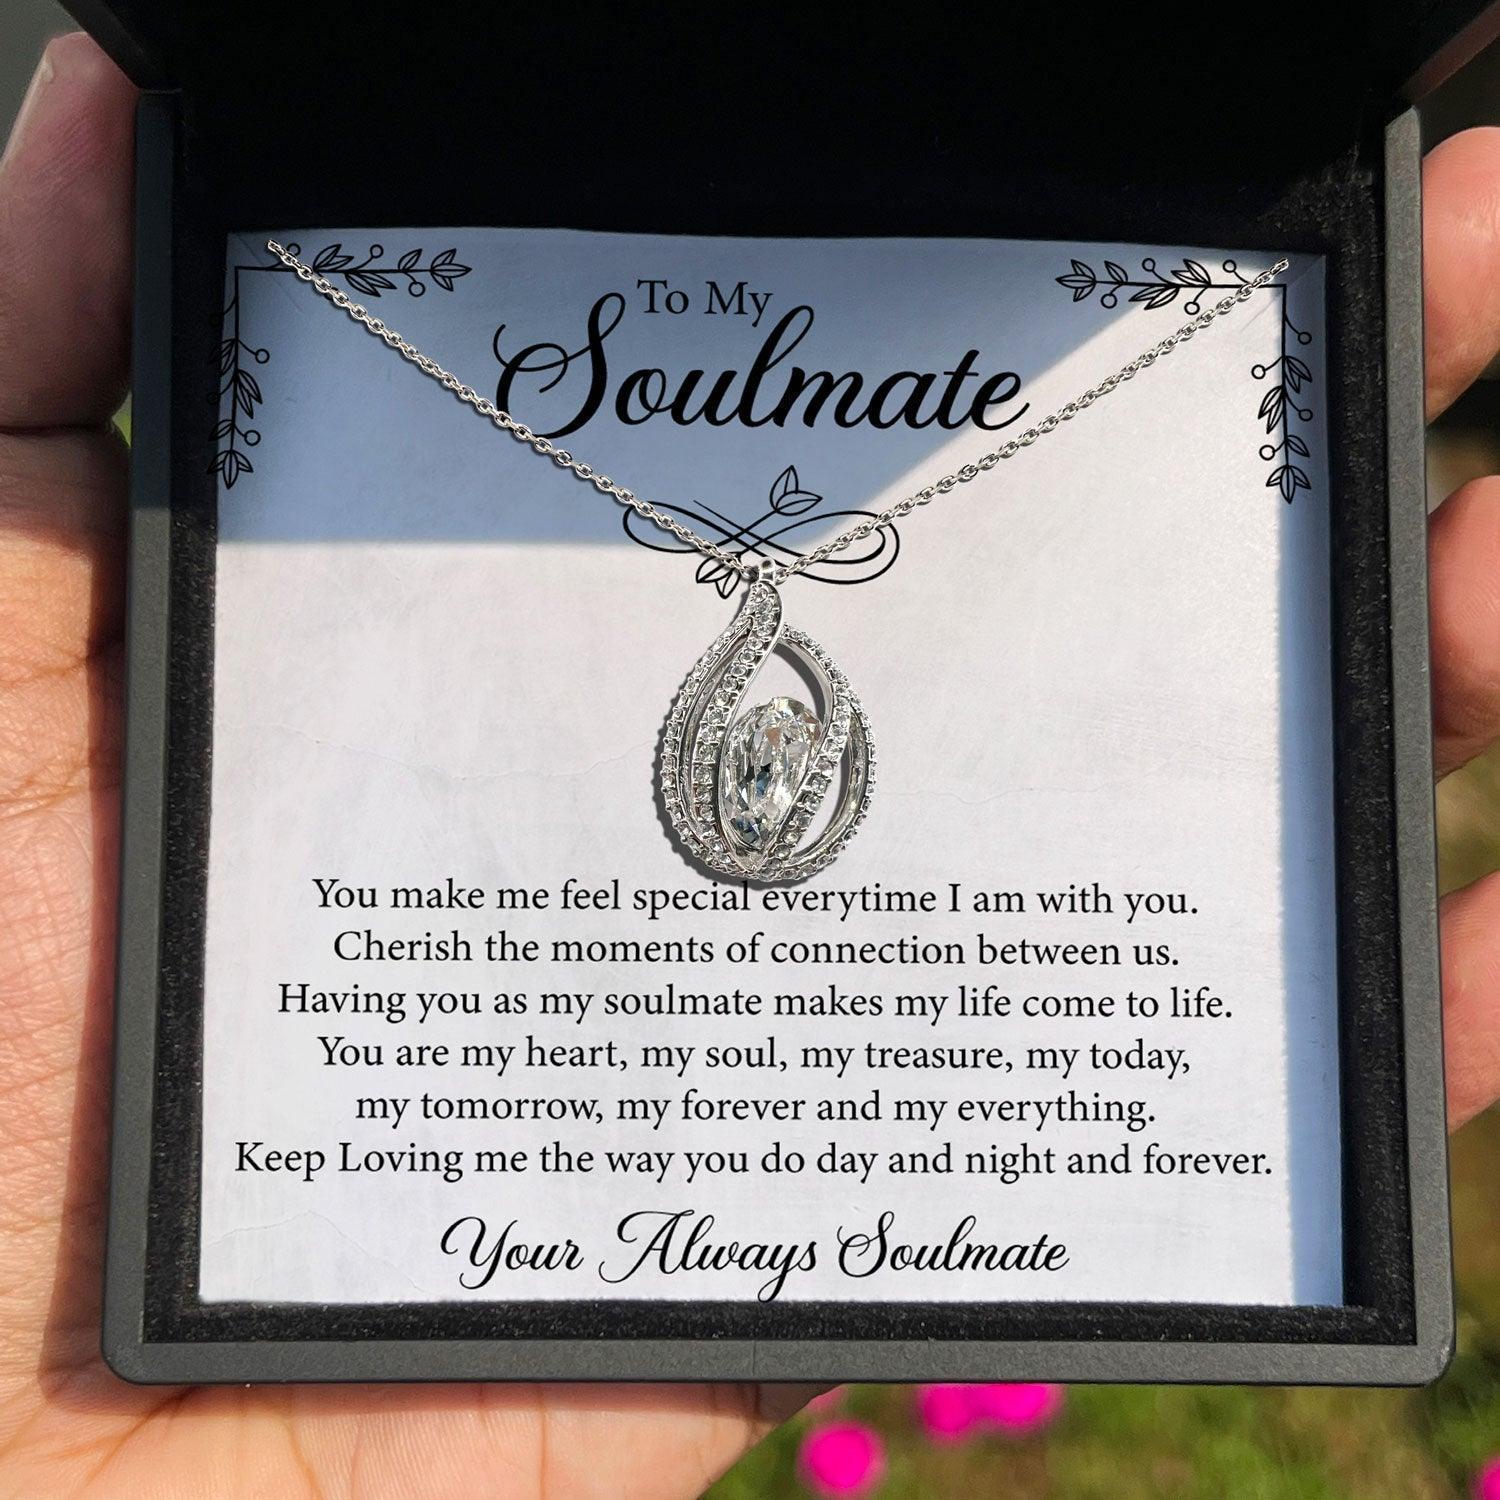 To My
Soulmate
You make me feel special everytime I am with you.
Cherish the moments of connection between us.
Having you as my soulmate makes my life come to life.
You are my heart, my soul, my treasure, my today,
my tomorrow, my forever and my everything.
Keep Loving me the way you do day and night and forever.
Your Always Soulmate